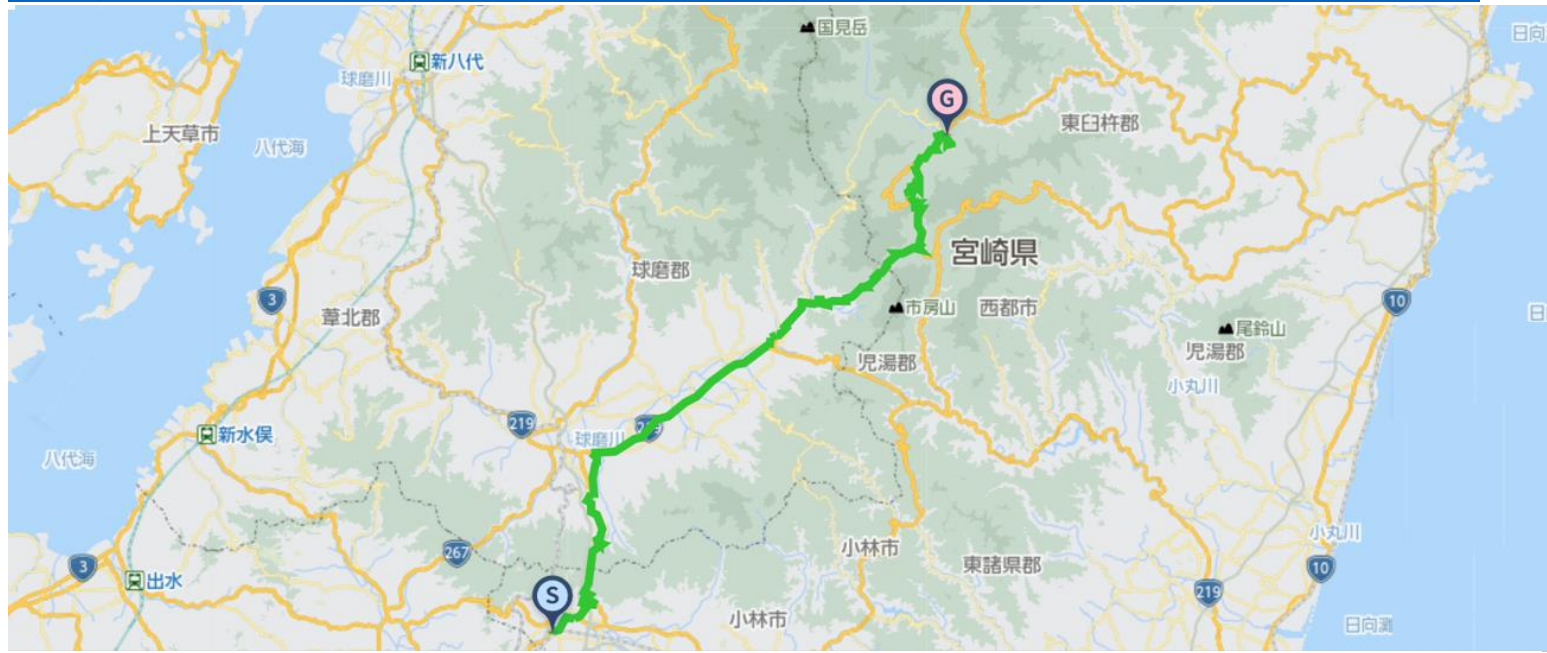 国見岳
日向
新八代
球磨川
G
上天草市
八代海
東臼杵郡
宮崎県
球磨郡
3
葦北郡
市房山
西都市
10
日
尾鈴山
児湯郡
児湯郡
小丸川
219
球磨川
新水俣
八代海
小丸川
267
小林市
東諸県郡
3
出水
10
219
S
小林市
日向灘